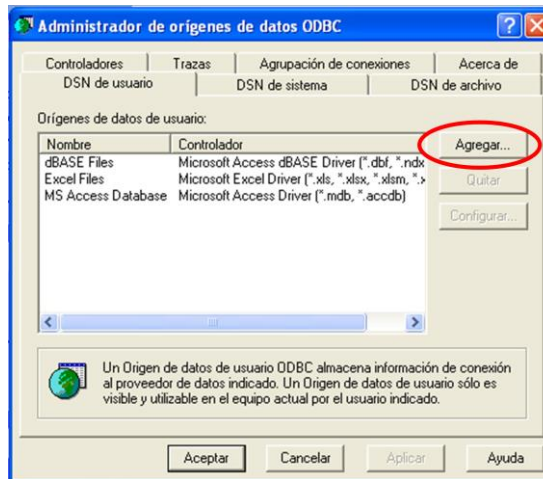 Administrador de orígenes de datos ODBC
Controladores Trazas Agrupación de conexiones Acerca de
DSN de usuario DSN de sistema DSN de archivo
Orígenes de datos de usuario:
Nombre Controlador
dBASE Files Microsoft Access dBASE Driver (*.dbf, *.ndx
Excel Files Microsoft Excel Driver (*.xls, *.xlsx, *.xlsm, *.x
MS Access Database Microsoft Access Driver (*.mdb, *.accdb)
Agregar...
Quitar
Configurar...
Un Origen de datos de usuario ODBC almacena información de conexión
al proveedor de datos indicado. Un Origen de datos de usuario sólo es
visible y utilizable en el equipo actual por el usuario indicado.
Aceptar Cancelar Aplicar Ayuda